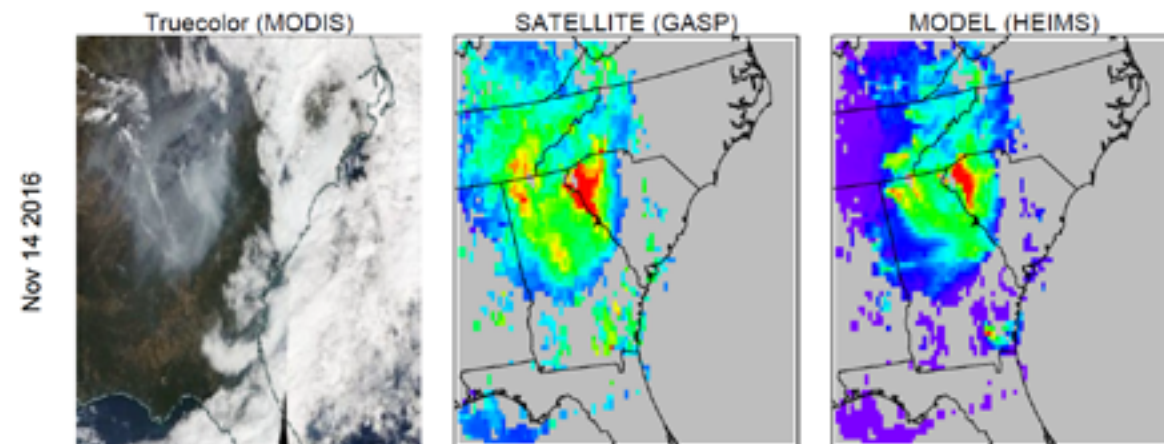 Truecolor (MODIS)
SATELLITE (GASP)
MODEL (HEIMS)
Nov 14 2016